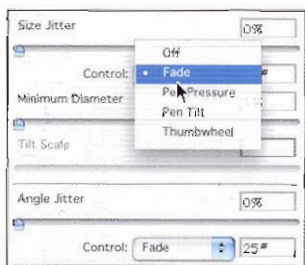 Size Jitter 0%
Off
Control: • Fade
Pen Pressure
Minimum Diameter
Pen Tilt
Thumbwheel
Tilt Scale
Angle Jitter 0%
Control: Fade 25#